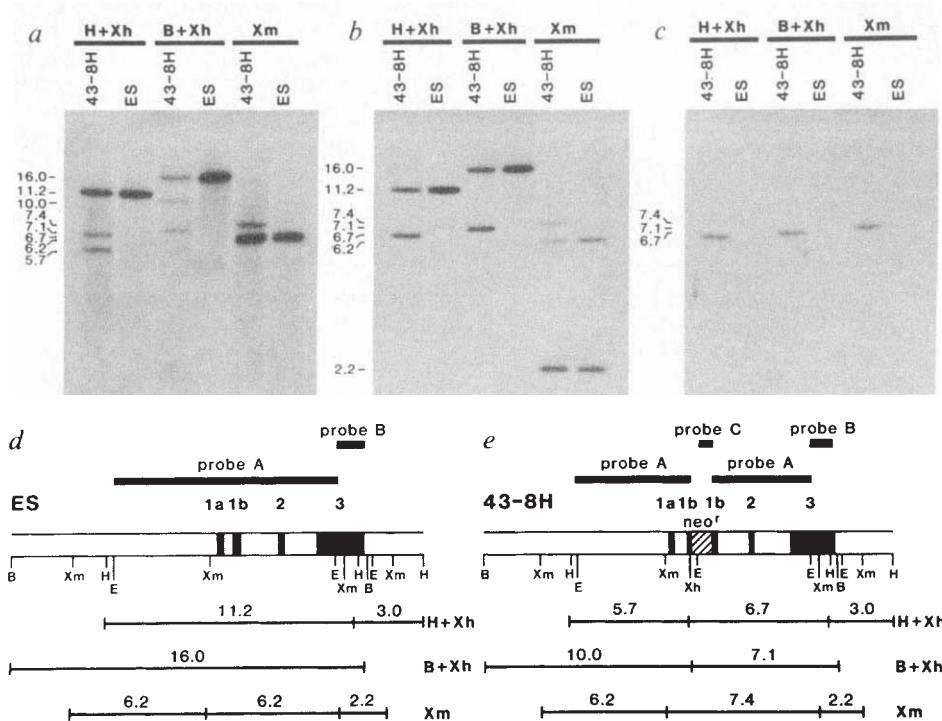 a H+Xh B+Xh Xm
43-8H ES 43-8H ES 43-8H ES
16.0
11.2
10.0
7.4
7.1
6.7
6.2
5.7
b H+Xh B+Xh Xm
43-8H ES 43-8H ES 43-8H ES
16.0
11.2
7.4
7.1
6.7
6.2
2.2
c H+Xh B+Xh Xm
43-8H ES 43-8H ES 43-8H ES
7.4
7.1
6.7
d
probe B
probe A
ES 1a 1b 2 3
B Xm H E Xm E Xm H B E Xm H
11.2 3.0 H+Xh
16.0 B+Xh
6.2 6.2 2.2 Xm
e
probe C probe B
probe A probe A
43-8H 1a 1b 1b 2 3
neoʳ
B Xm H E Xm Xh E E Xm H B E Xm H
5.7 6.7 3.0 H+Xh
10.0 7.1 B+Xh
6.2 7.4 2.2 Xm